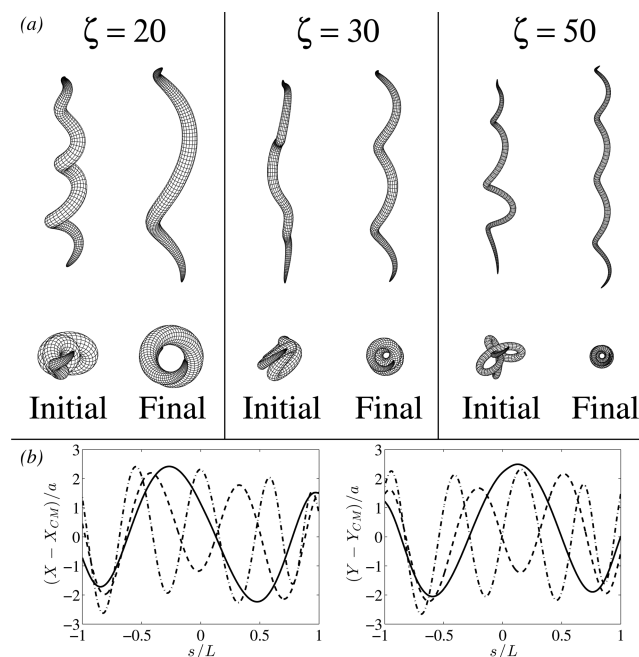 (a) ζ = 20 ζ = 30 ζ = 50
Initial Final Initial Final Initial Final
(b)
3
2
1
0
−1
−2
−3
(X − X_CM)/a
−1 −0.5 0 0.5 1
s/L
3
2
1
0
−1
−2
−3
(Y − Y_CM)/a
−1 −0.5 0 0.5 1
s/L